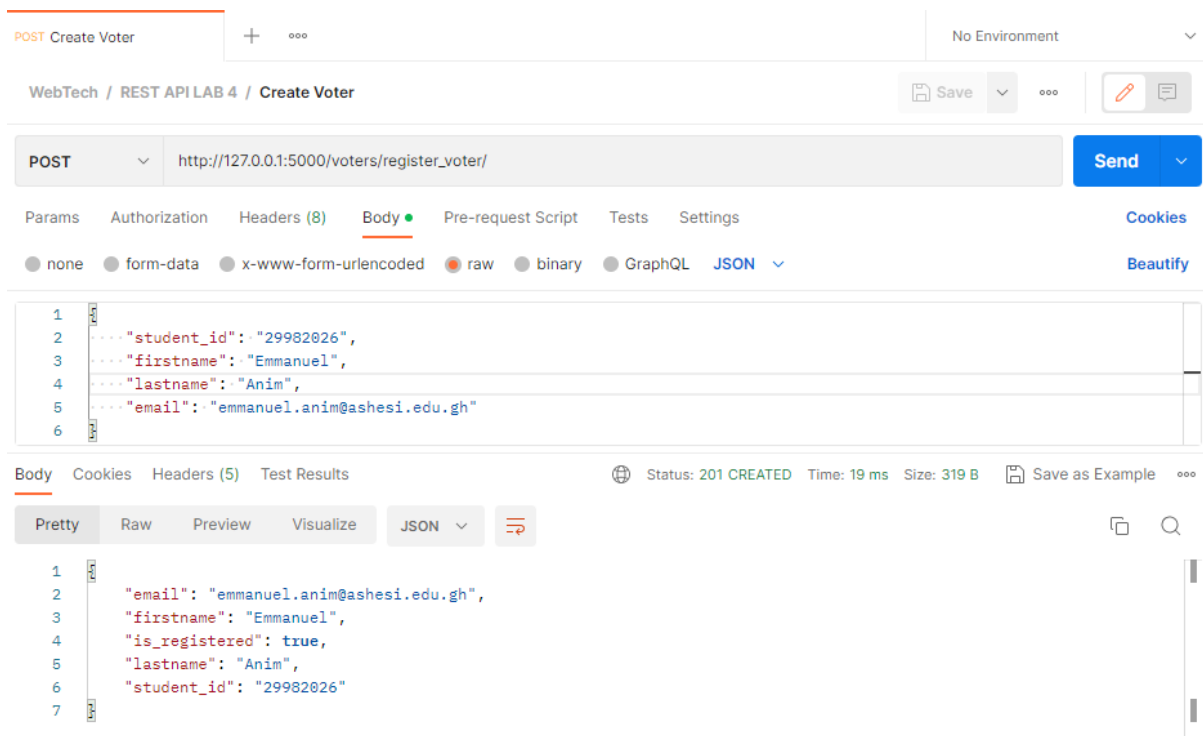 POST Create Voter + ooo No Environment
WebTech / REST API LAB 4 / Create Voter Save ooo
POST http://127.0.0.1:5000/voters/register_voter/ Send
Params Authorization Headers (8) Body Pre-request Script Tests Settings Cookies
none form-data x-www-form-urlencoded raw binary GraphQL JSON Beautify
1 {
2 "student_id": "29982026",
3 "firstname": "Emmanuel",
4 "lastname": "Anim",
5 "email": "emmanuel.anim@ashesi.edu.gh"
6 }
Body Cookies Headers (5) Test Results Status: 201 CREATED Time: 19 ms Size: 319 B Save as Example ooo
Pretty Raw Preview Visualize JSON
1 {
2 "email": "emmanuel.anim@ashesi.edu.gh",
3 "firstname": "Emmanuel",
4 "is_registered": true,
5 "lastname": "Anim",
6 "student_id": "29982026"
7 }